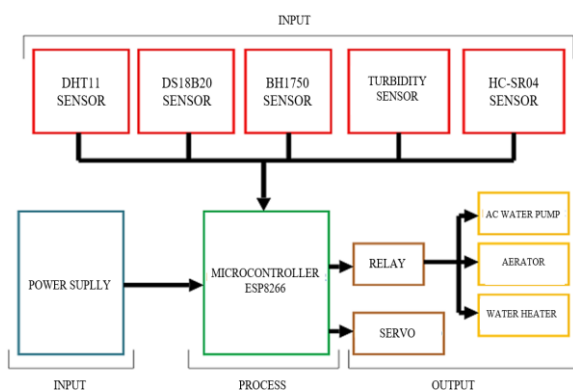 INPUT
DHT11
SENSOR
DS18B20
SENSOR
BH1750
SENSOR
TURBIDITY
SENSOR
HC-SR04
SENSOR
POWER SUPLLY
MICROCONTROLLER
ESP8266
RELAY
SERVO
AC WATER PUMP
AERATOR
WATER HEATER
INPUT
PROCESS
OUTPUT